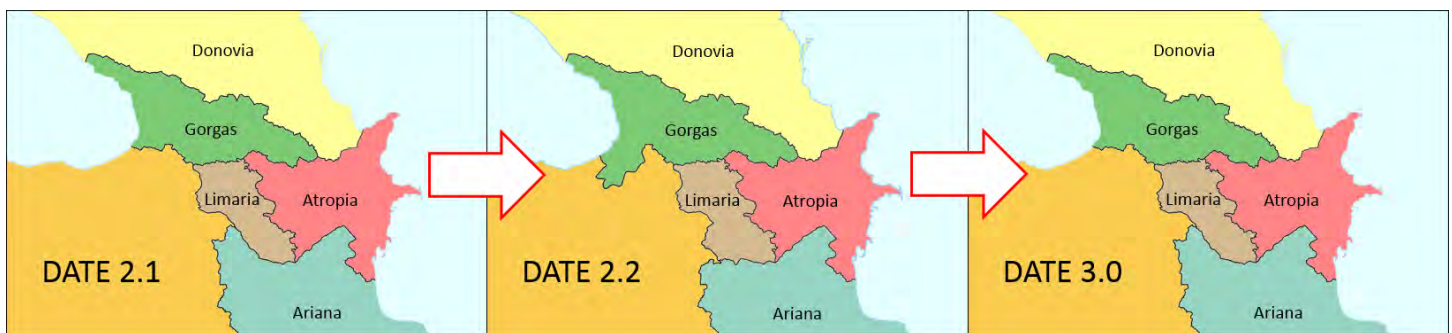 Donovia
Gorgas
Limaria
Atropia
DATE 2.1
Ariana
Donovia
Gorgas
Limaria
Atropia
DATE 2.2
Ariana
Donovia
Gorgas
Limaria
Atropia
DATE 3.0
Ariana